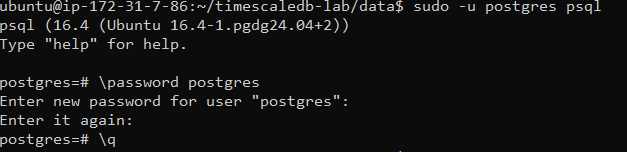 ubuntu@ip-172-31-7-86:~/timescaledb-lab/data$ sudo -u postgres psql
psql (16.4 (Ubuntu 16.4-1.pgdg24.04+2))
Type "help" for help.

postgres=# \password postgres
Enter new password for user "postgres":
Enter it again:
postgres=# \q